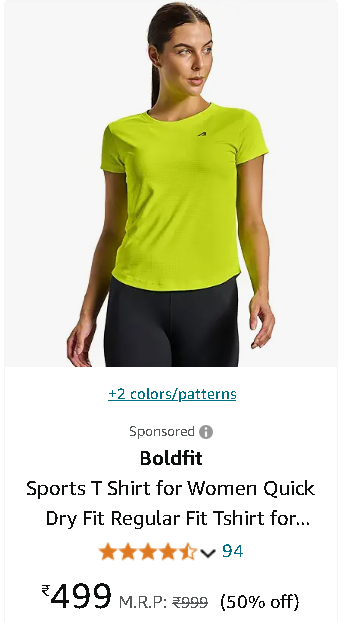 +2 colors/patterns
Sponsored
Boldfit
Sports T Shirt for Women Quick
Dry Fit Regular Fit Tshirt for...
94
₹499 M.R.P: ₹999 (50% off)